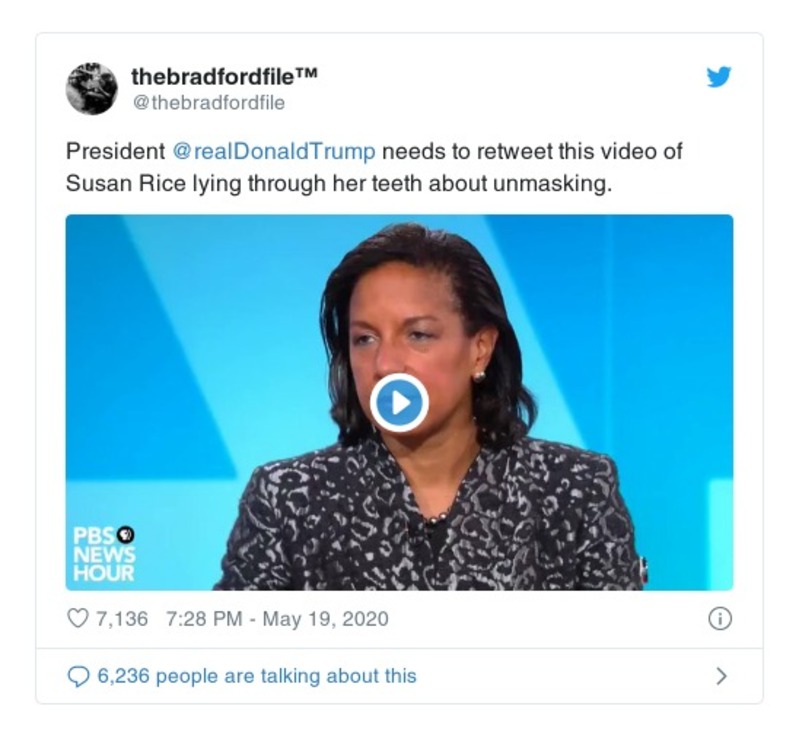 thebradfordfile™
@thebradfordfile
President @realDonaldTrump needs to retweet this video of
Susan Rice lying through her teeth about unmasking.
PBS
NEWS
HOUR
7,136 7:28 PM - May 19, 2020
6,236 people are talking about this